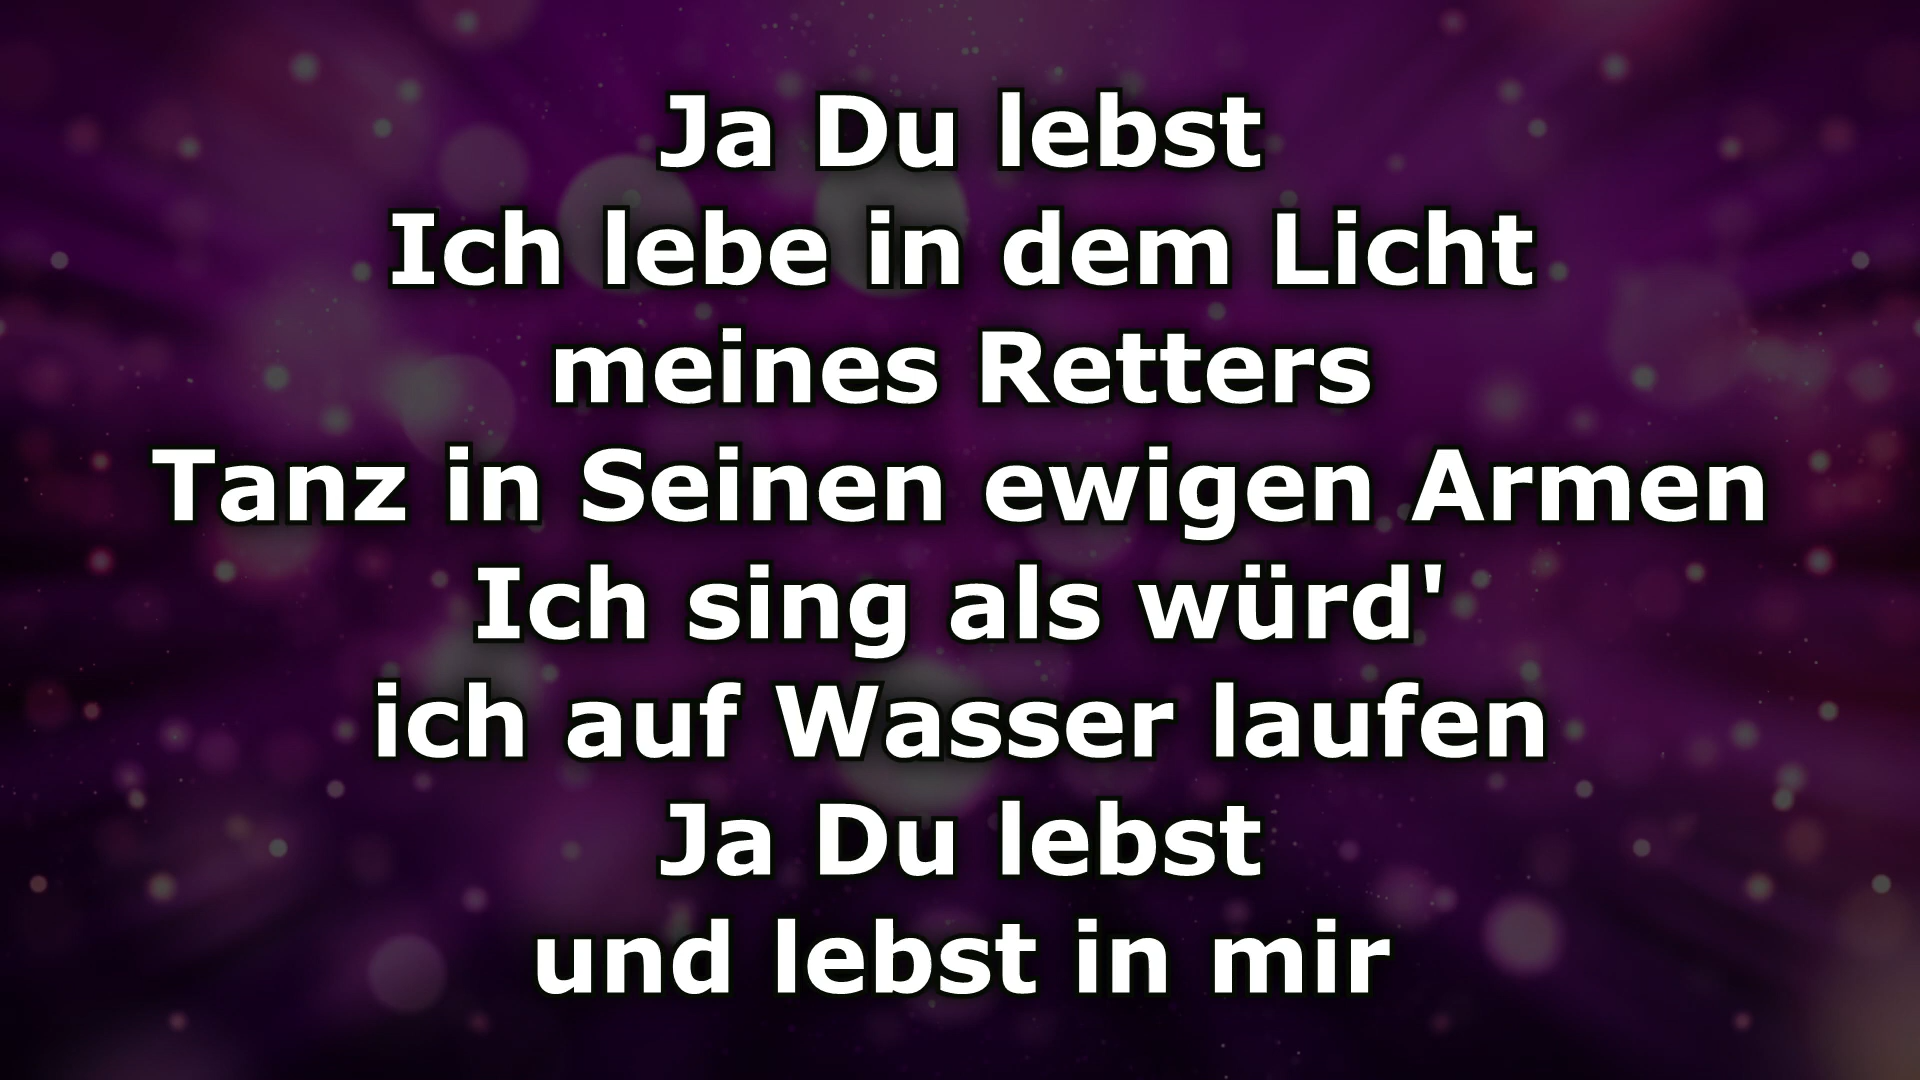 Ja Du lebst
Ich lebe in dem Licht
meines Retters
Tanz in Seinen ewigen Armen
Ich sing als würd'
ich auf Wasser laufen
Ja Du lebst
und lebst in mir